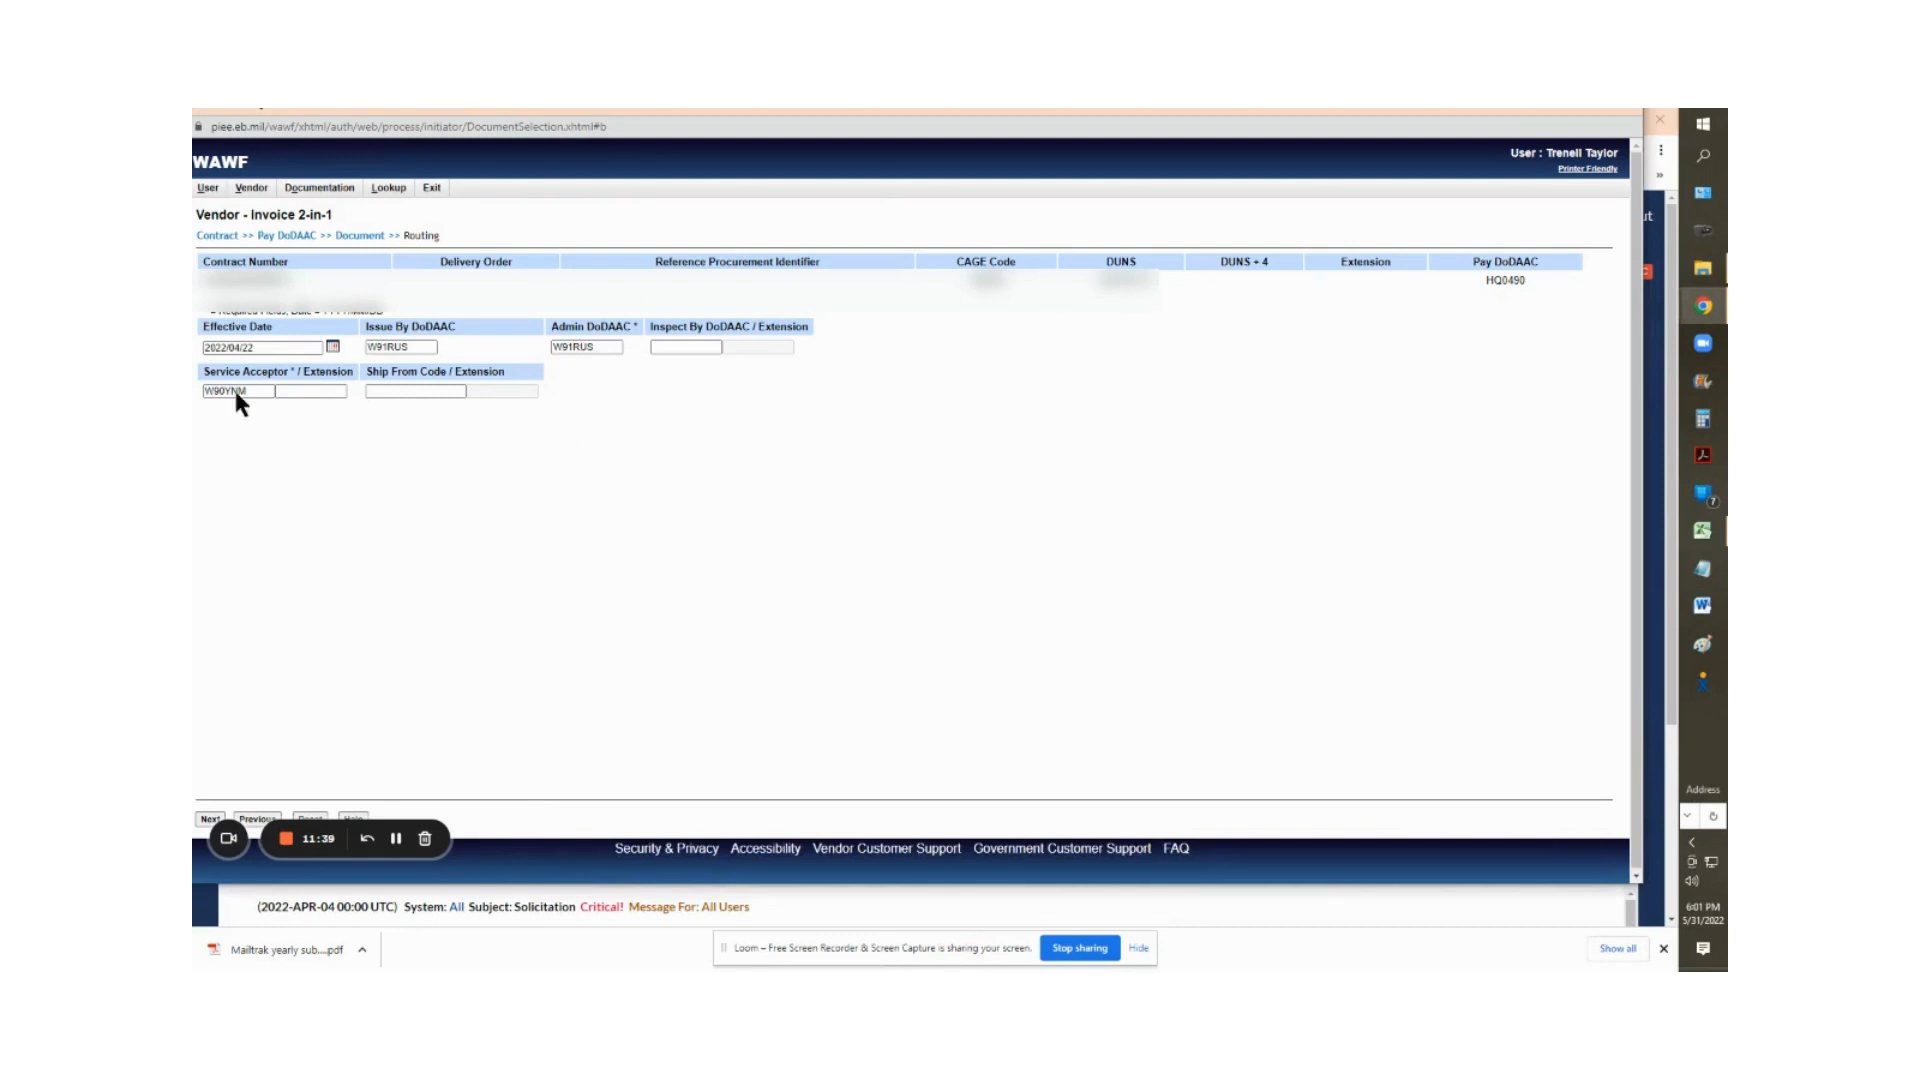 piee.eb.mil/wawf/xhtml/auth/web/process/initiator/DocumentSelection.xhtml#b
WAWF
User : Trenell Taylor
Printer Friendly
User Vendor Documentation Lookup Exit
Vendor - Invoice 2-in-1
Contract >> Pay DoDAAC >> Document >> Routing
Contract Number Delivery Order Reference Procurement Identifier CAGE Code DUNS DUNS + 4 Extension Pay DoDAAC
HQ0490
Effective Date Issue By DoDAAC Admin DoDAAC * Inspect By DoDAAC / Extension
2022/04/22 W91RUS W91RUS
Service Acceptor * / Extension Ship From Code / Extension
W90YNM
Next Previous Reset Help
11:39
Security & Privacy Accessibility Vendor Customer Support Government Customer Support FAQ
(2022-APR-04 00:00 UTC) System: All Subject: Solicitation Critical! Message For: All Users
Mailtrak yearly sub....pdf
Loom – Free Screen Recorder & Screen Capture is sharing your screen. Stop sharing Hide
Show all
ut
7
Address
6:01 PM
5/31/2022